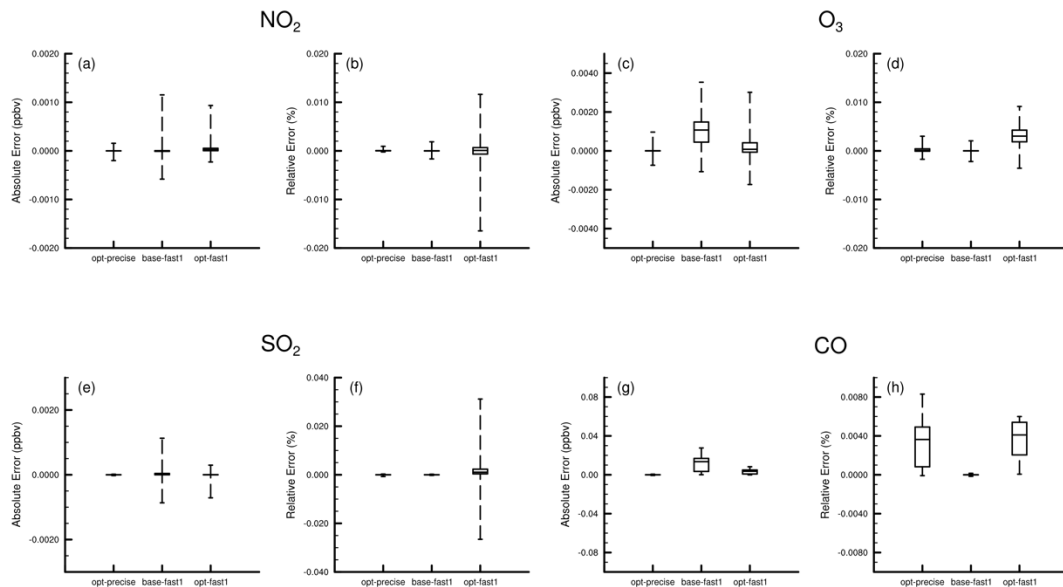 NO2
O3
(a)
Absolute Error (ppbv)
0.0020
0.0010
0.0000
-0.0010
-0.0020
opt-precise base-fast1 opt-fast1
(b)
Relative Error (%)
0.020
0.010
0.000
-0.010
-0.020
opt-precise base-fast1 opt-fast1
(c)
Absolute Error (ppbv)
0.0040
0.0020
0.0000
-0.0020
-0.0040
opt-precise base-fast1 opt-fast1
(d)
Relative Error (%)
0.020
0.010
0.000
-0.010
-0.020
opt-precise base-fast1 opt-fast1
SO2
CO
(e)
Absolute Error (ppbv)
0.0020
0.0000
-0.0020
opt-precise base-fast1 opt-fast1
(f)
Relative Error (%)
0.040
0.020
0.000
-0.020
-0.040
opt-precise base-fast1 opt-fast1
(g)
Absolute Error (ppbv)
0.08
0.04
0.00
-0.04
-0.08
opt-precise base-fast1 opt-fast1
(h)
Relative Error (%)
0.0080
0.0040
0.0000
-0.0040
-0.0080
opt-precise base-fast1 opt-fast1